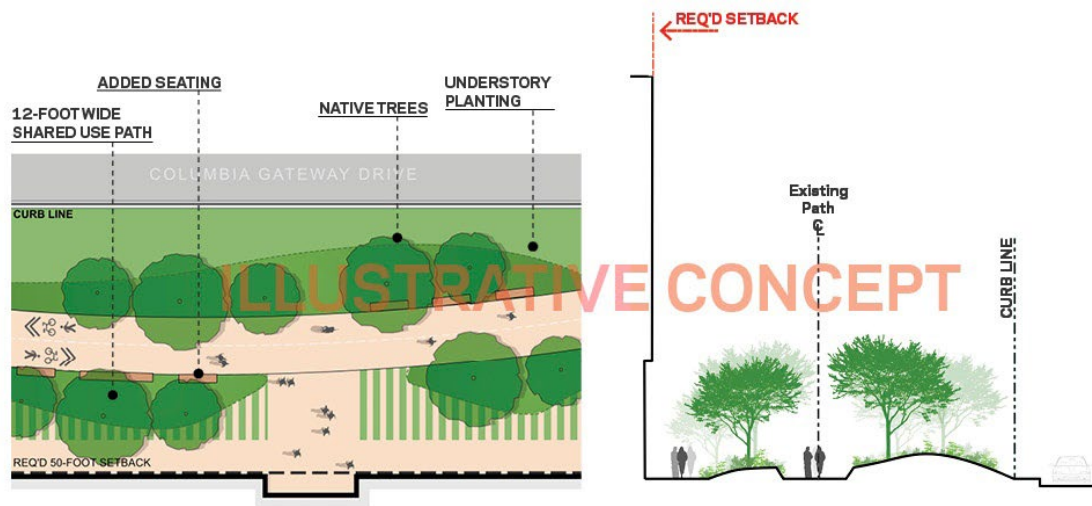 REQ'D SETBACK
ADDED SEATING
UNDERSTORY
PLANTING
12-FOOT WIDE
SHARED USE PATH
NATIVE TREES
COLUMBIA GATEWAY DRIVE
CURB LINE
Existing
Path
℄
CURB LINE
ILLUSTRATIVE CONCEPT
REQ'D 50-FOOT SETBACK